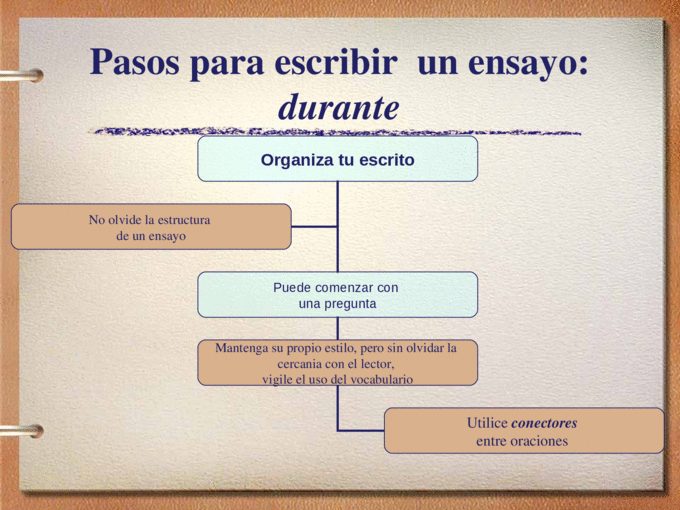 Pasos para escribir un ensayo:
durante
Organiza tu escrito
No olvide la estructura
de un ensayo
Puede comenzar con
una pregunta
Mantenga su propio estilo, pero sin olvidar la
cercania con el lector,
vigile el uso del vocabulario
Utilice conectores
entre oraciones